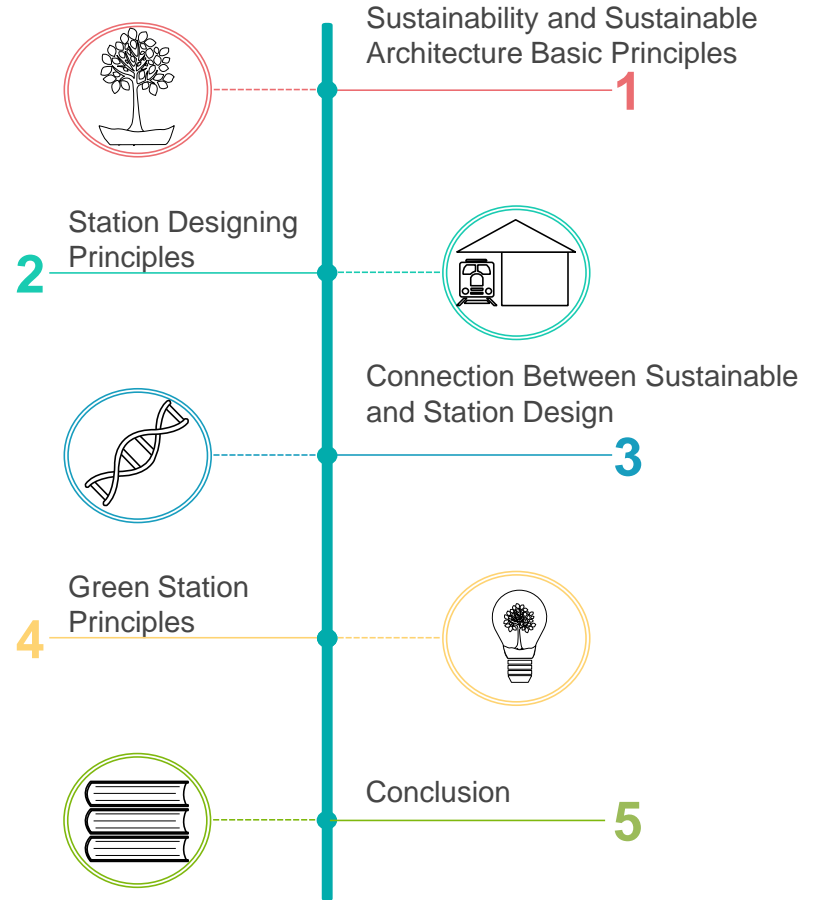 Sustainability and Sustainable
Architecture Basic Principles
1
Station Designing
Principles
2
Connection Between Sustainable
and Station Design
3
Green Station
Principles
4
Conclusion
5